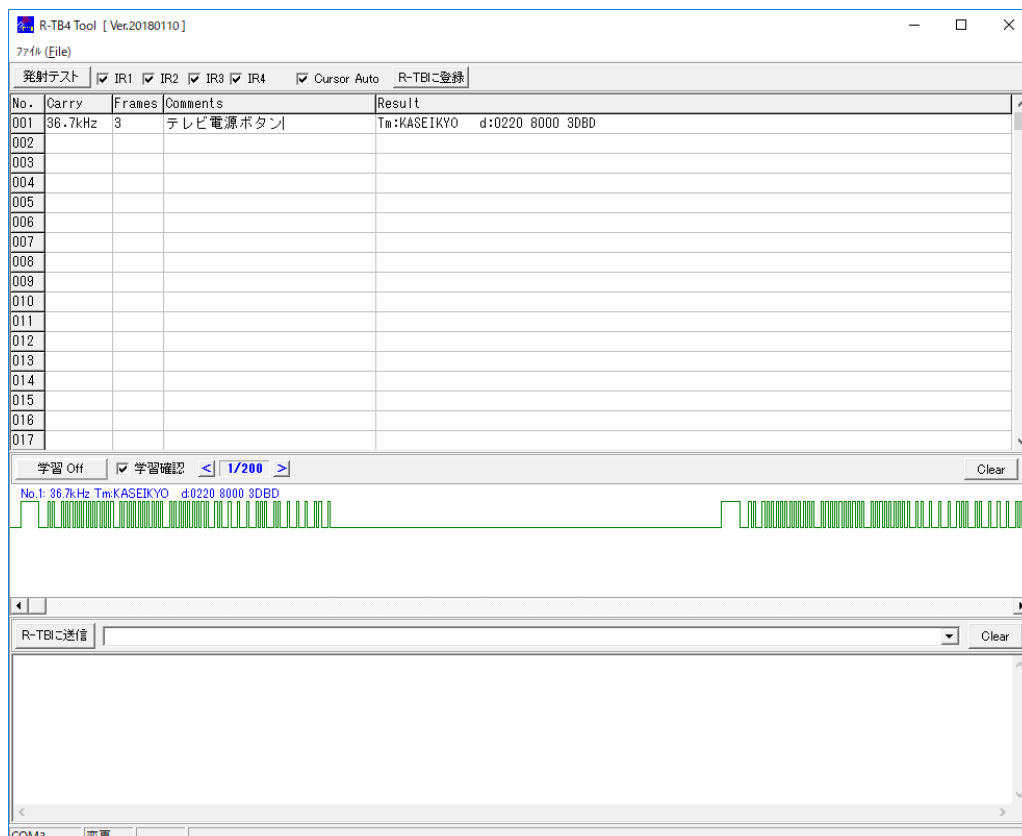 R-TB4 Tool [ Ver.20180110 ]
ファイル (File)
発射テスト IR1 IR2 IR3 IR4 Cursor Auto R-TBIに登録
No. Carry Frames Comments Result
001 36.7kHz 3 テレビ電源ボタン Tm:KASEIKYO d:0220 8000 3DBD
002
003
004
005
006
007
008
009
010
011
012
013
014
015
016
017
学習 Off 学習確認 < 1/200 > Clear
No.1: 36.7kHz Tm:KASEIKYO d:0220 8000 3DBD
R-TBIに送信 Clear
COM3 変更